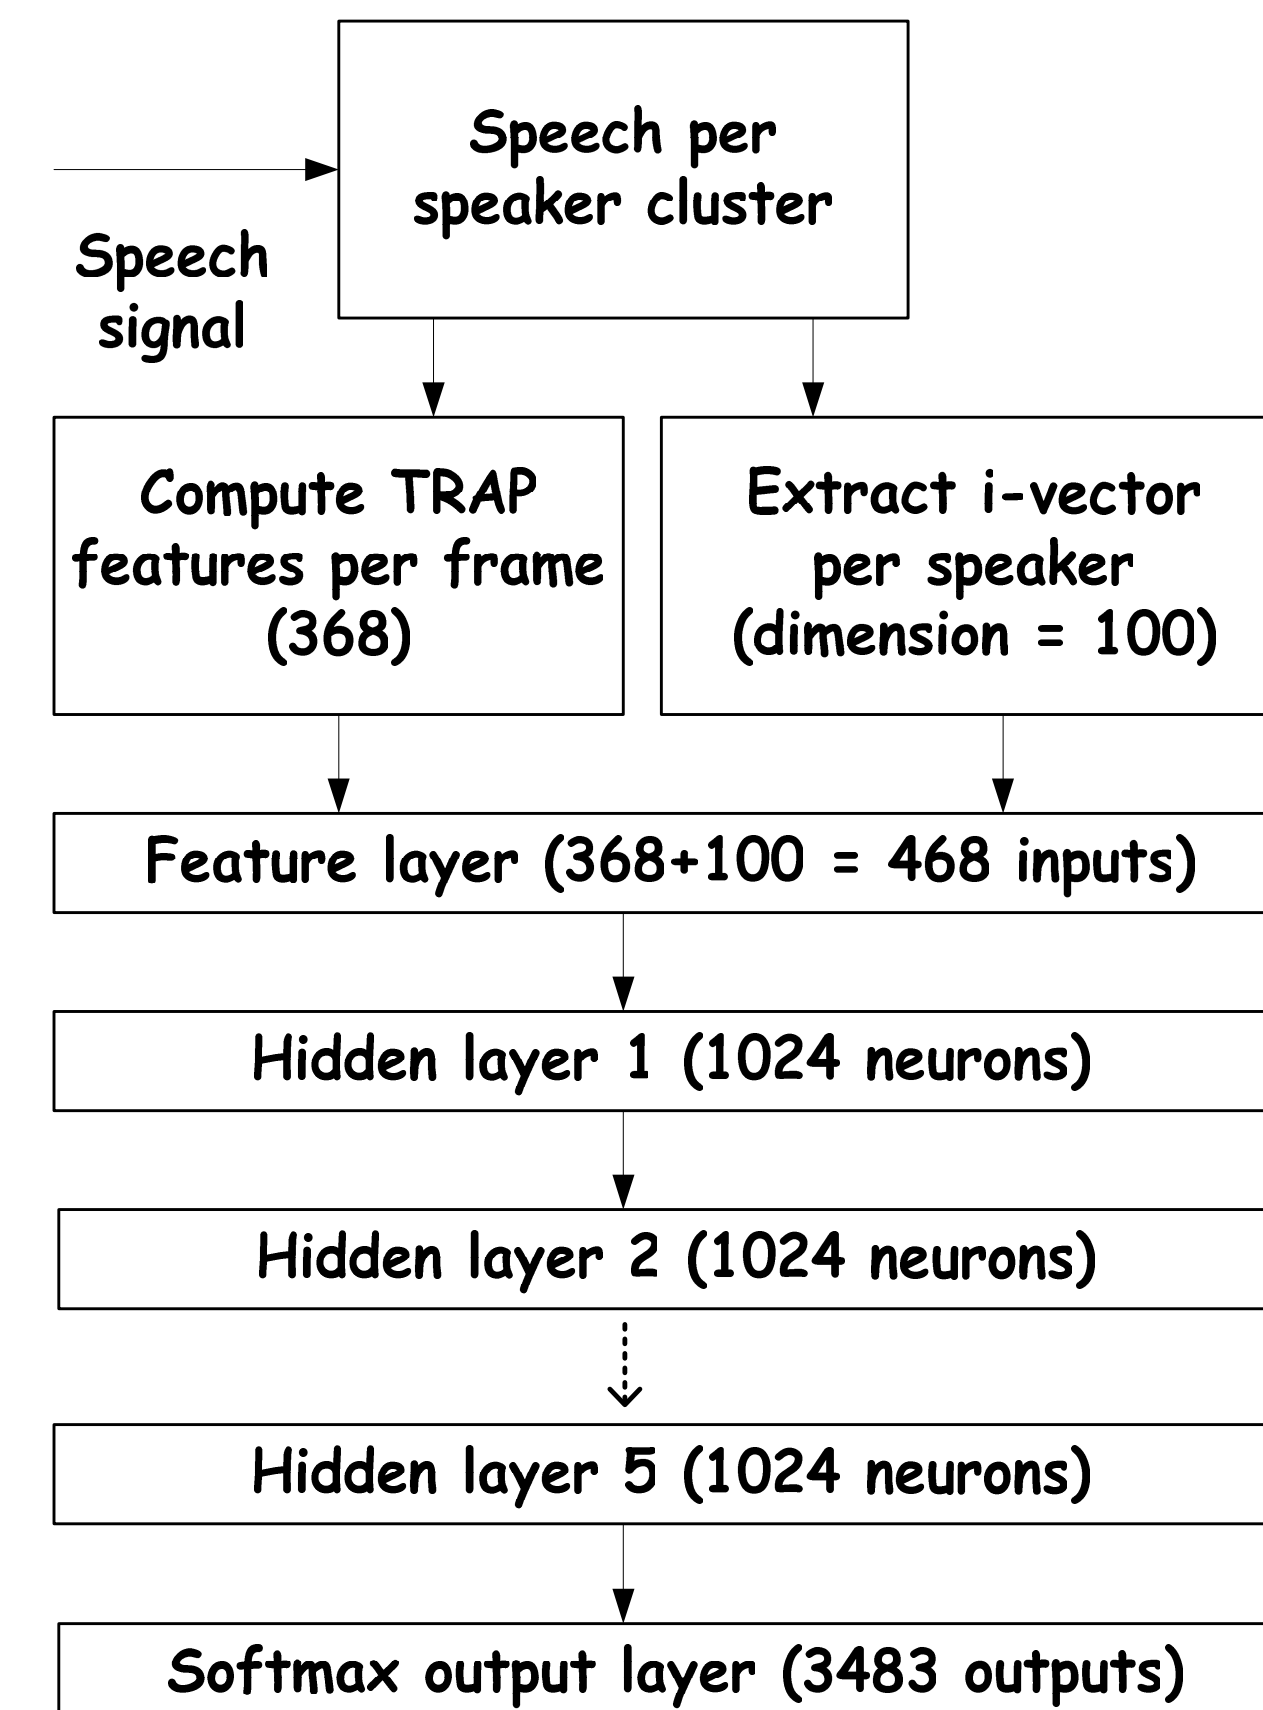 Speech per
speaker cluster
Speech
signal
Compute TRAP
features per frame
(368)
Extract i-vector
per speaker
(dimension = 100)
Feature layer (368+100 = 468 inputs)
Hidden layer 1 (1024 neurons)
Hidden layer 2 (1024 neurons)
Hidden layer 5 (1024 neurons)
Softmax output layer (3483 outputs)